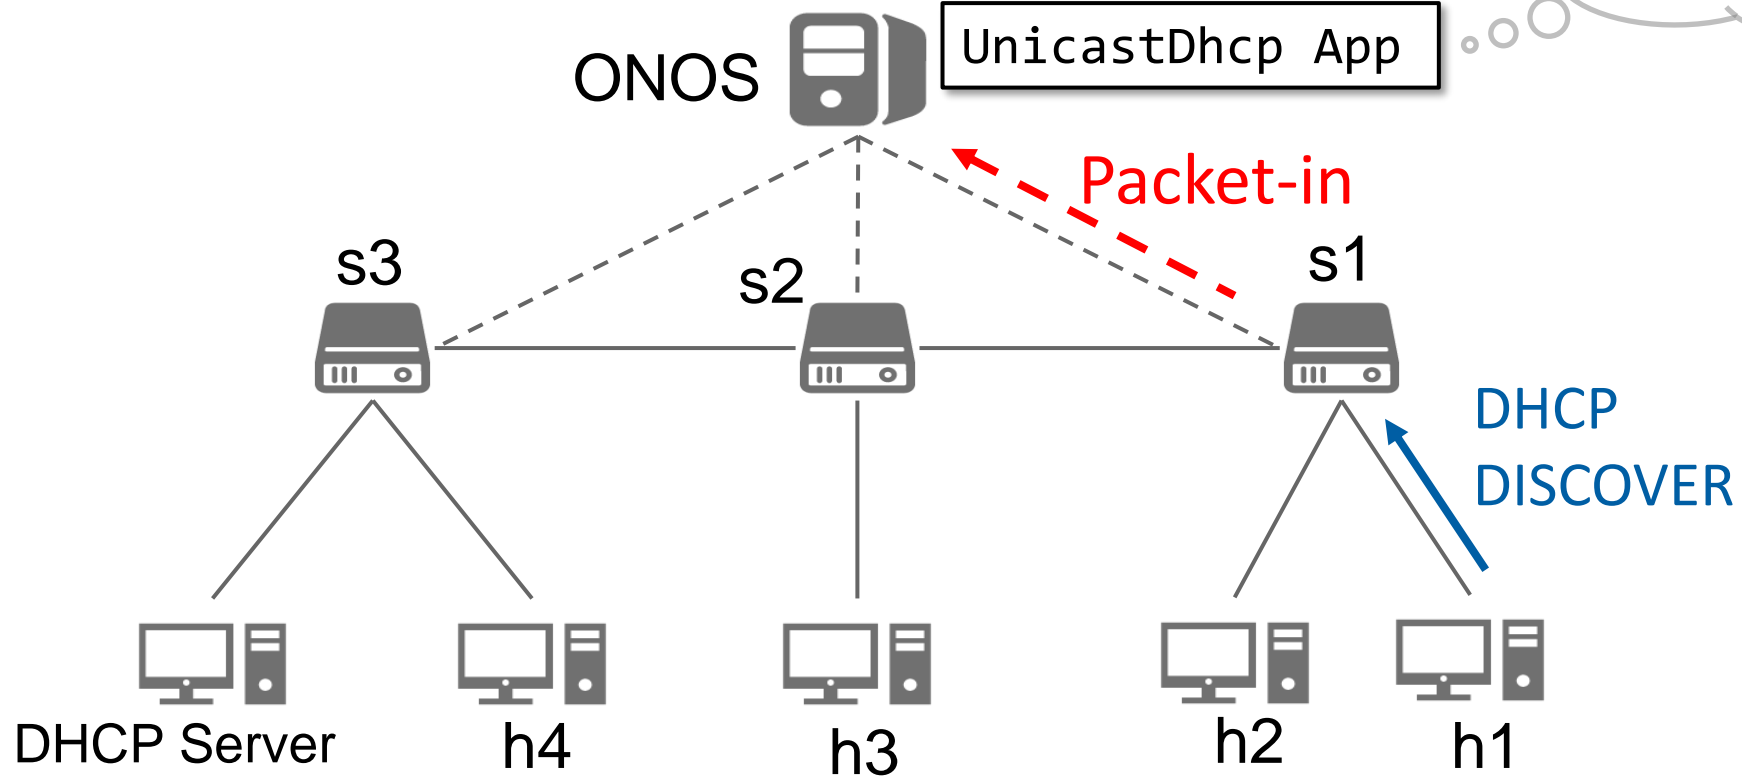 UnicastDhcp App
ONOS
Packet-in
s3
s2
s1
DHCP
DISCOVER
DHCP Server
h4
h3
h2
h1